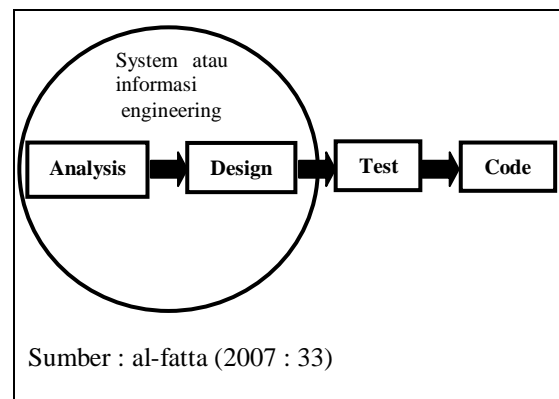 System atau
informasi
engineering
Analysis Design Test Code
Sumber : al-fatta (2007 : 33)